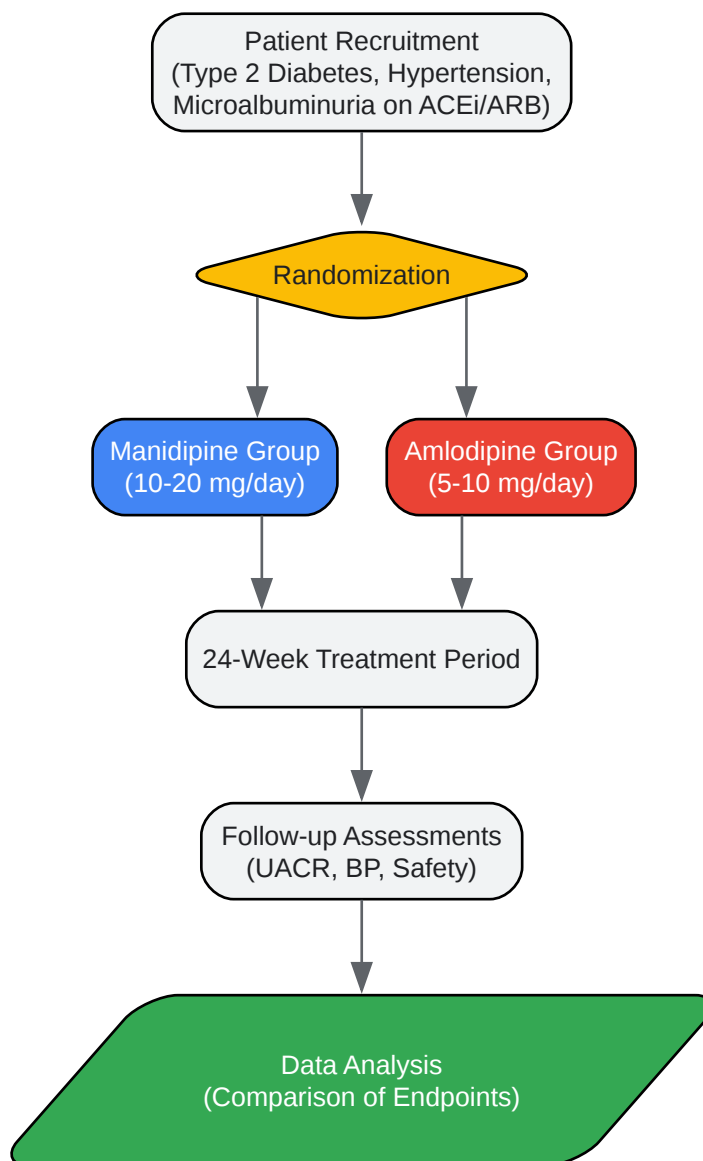 Patient Recruitment
(Type 2 Diabetes, Hypertension,
Microalbuminuria on ACEi/ARB)
Randomization
Manidipine Group
(10-20 mg/day)
Amlodipine Group
(5-10 mg/day)
24-Week Treatment Period
Follow-up Assessments
(UACR, BP, Safety)
Data Analysis
(Comparison of Endpoints)